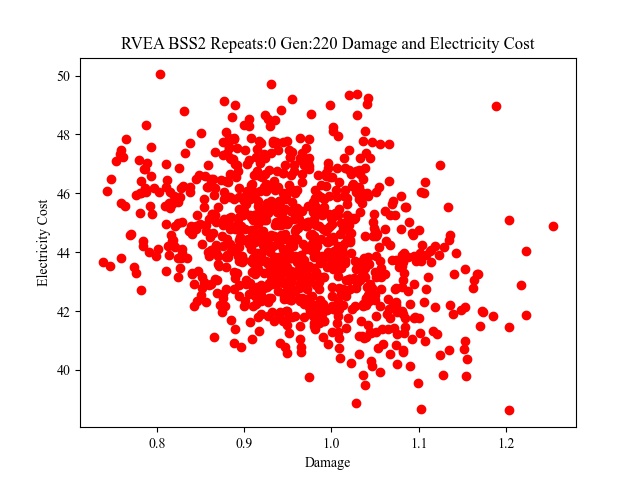 RVEA BSS2 Repeats:0 Gen:220 Damage and Electricity Cost
50
48
46
44
42
40
Electricity Cost
0.8 0.9 1.0 1.1 1.2
Damage